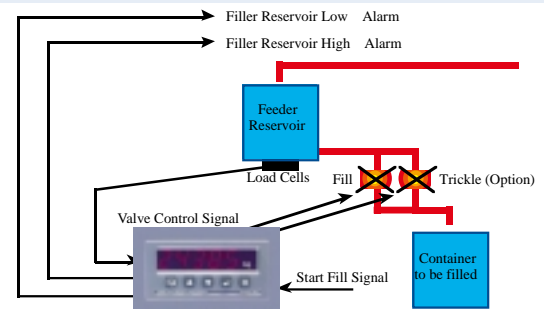 Filler Reservoir Low Alarm
Filler Reservoir High Alarm
Feeder
Reservoir
Load Cells
Fill
Trickle (Option)
Valve Control Signal
Container
to be filled
Start Fill Signal